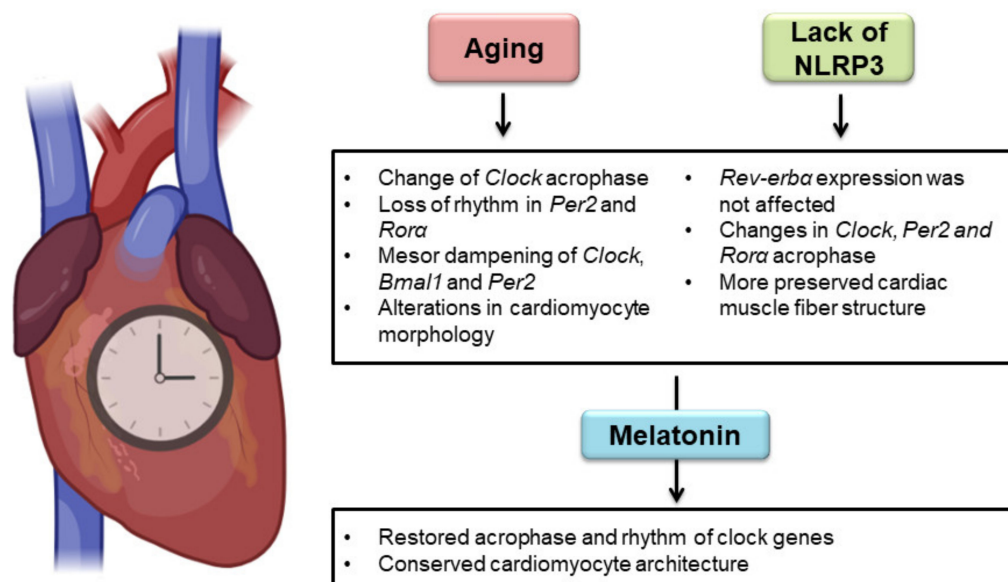 Aging
Lack of
NLRP3
• Change of Clock acrophase
• Loss of rhythm in Per2 and
Rorα
• Mesor dampening of Clock,
Bmal1 and Per2
• Alterations in cardiomyocyte
morphology
• Rev-erbα expression was
not affected
• Changes in Clock, Per2 and
Rorα acrophase
• More preserved cardiac
muscle fiber structure
Melatonin
• Restored acrophase and rhythm of clock genes
• Conserved cardiomyocyte architecture